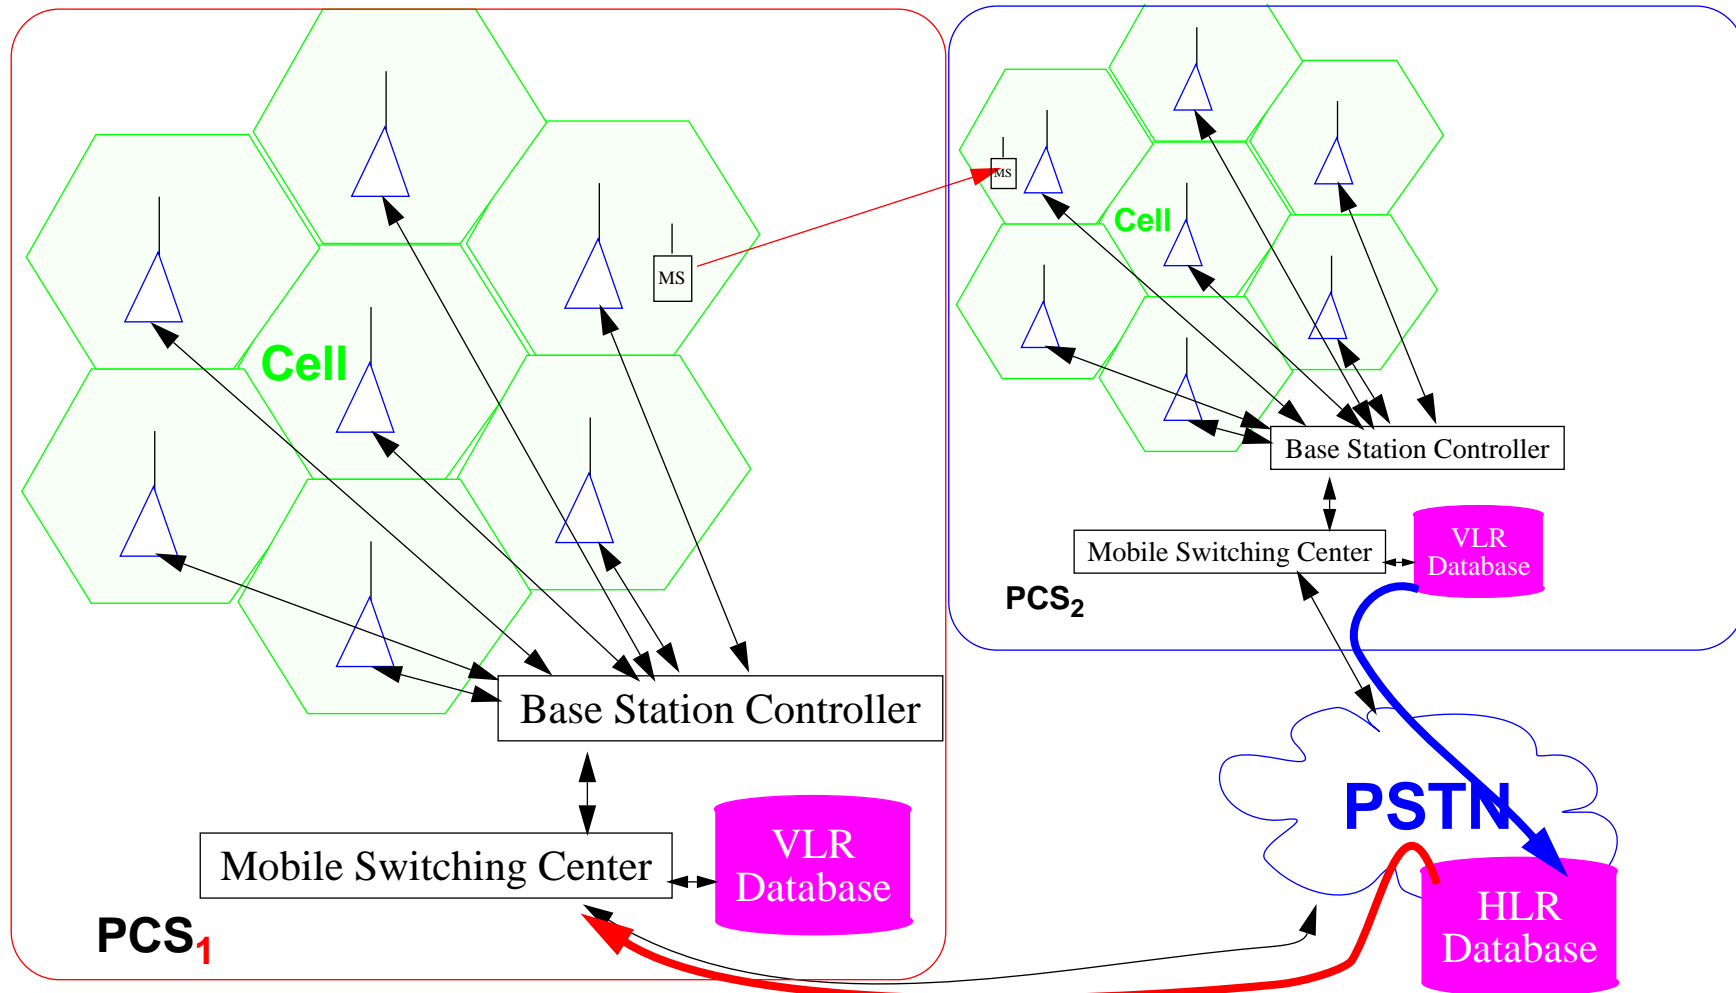 MS
Cell
Base Station Controller
Mobile Switching Center
VLR
Database
PCS1
MS
Cell
Base Station Controller
Mobile Switching Center
VLR
Database
PCS2
PSTN
HLR
Database